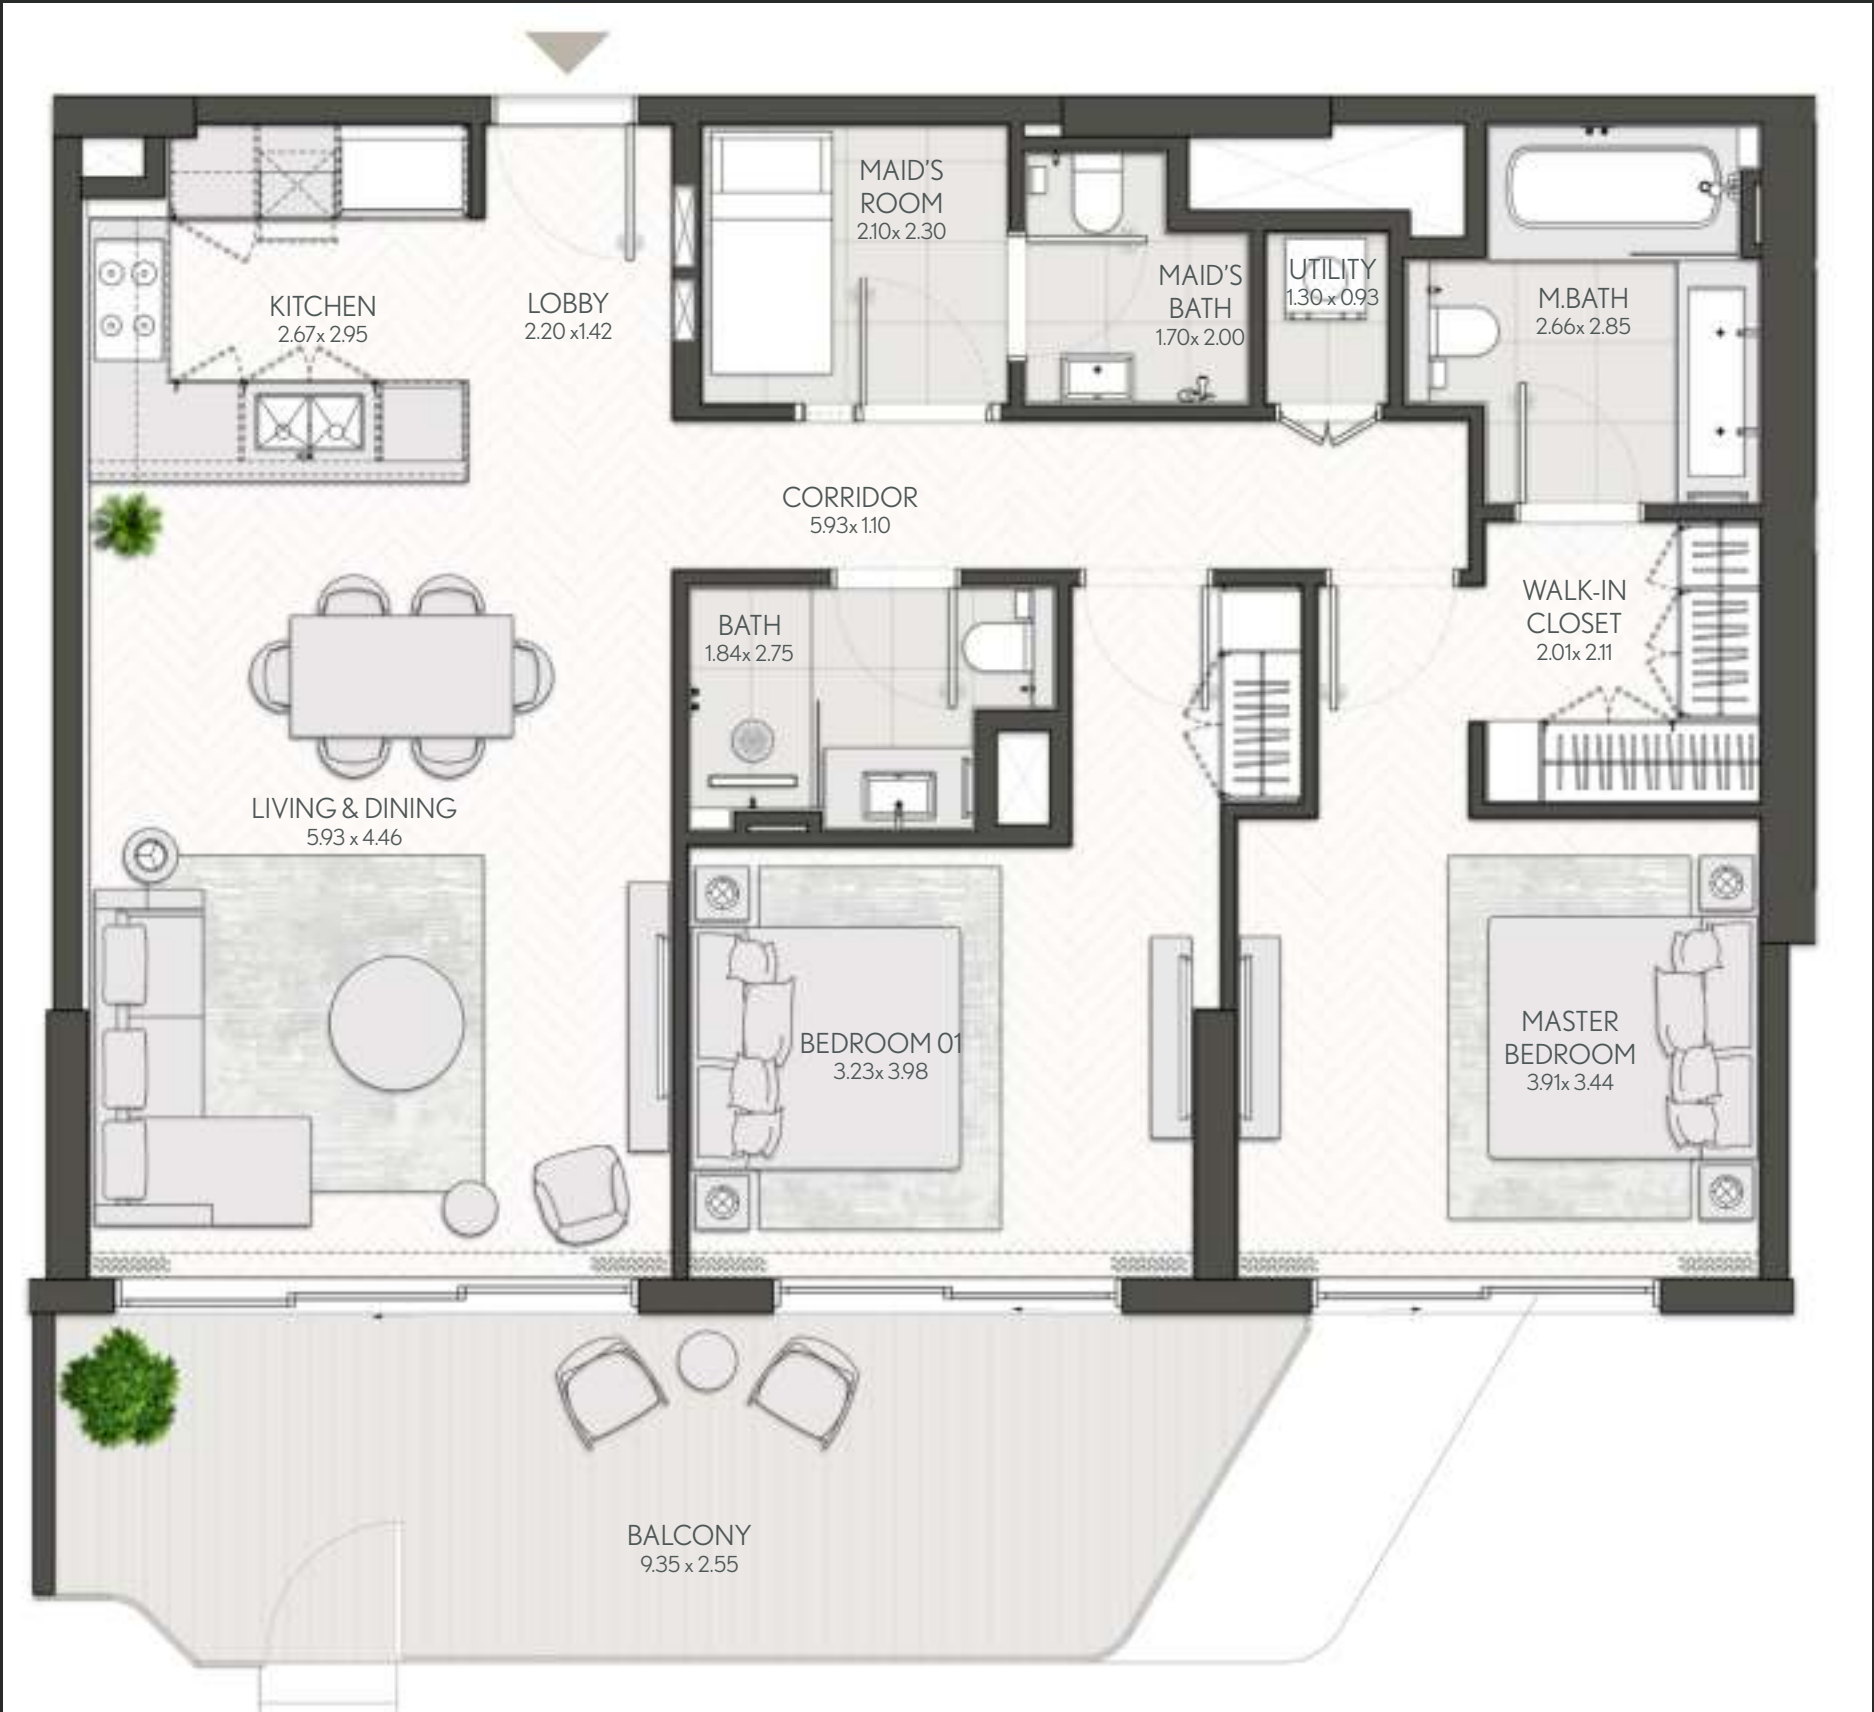 MAID'S
ROOM
2.10x 2.30
MAID'S
BATH
1.70x 2.00
UTILITY
1.30 x 0.93
M.BATH
2.66x 2.85
KITCHEN
2.67x 2.95
LOBBY
2.20 x1.42
CORRIDOR
5.93x 1.10
WALK-IN
CLOSET
2.01x 2.11
BATH
1.84x 2.75
LIVING & DINING
5.93 x 4.46
BEDROOM 01
3.23x 3.98
MASTER
BEDROOM
3.91x 3.44
BALCONY
9.35 x 2.55